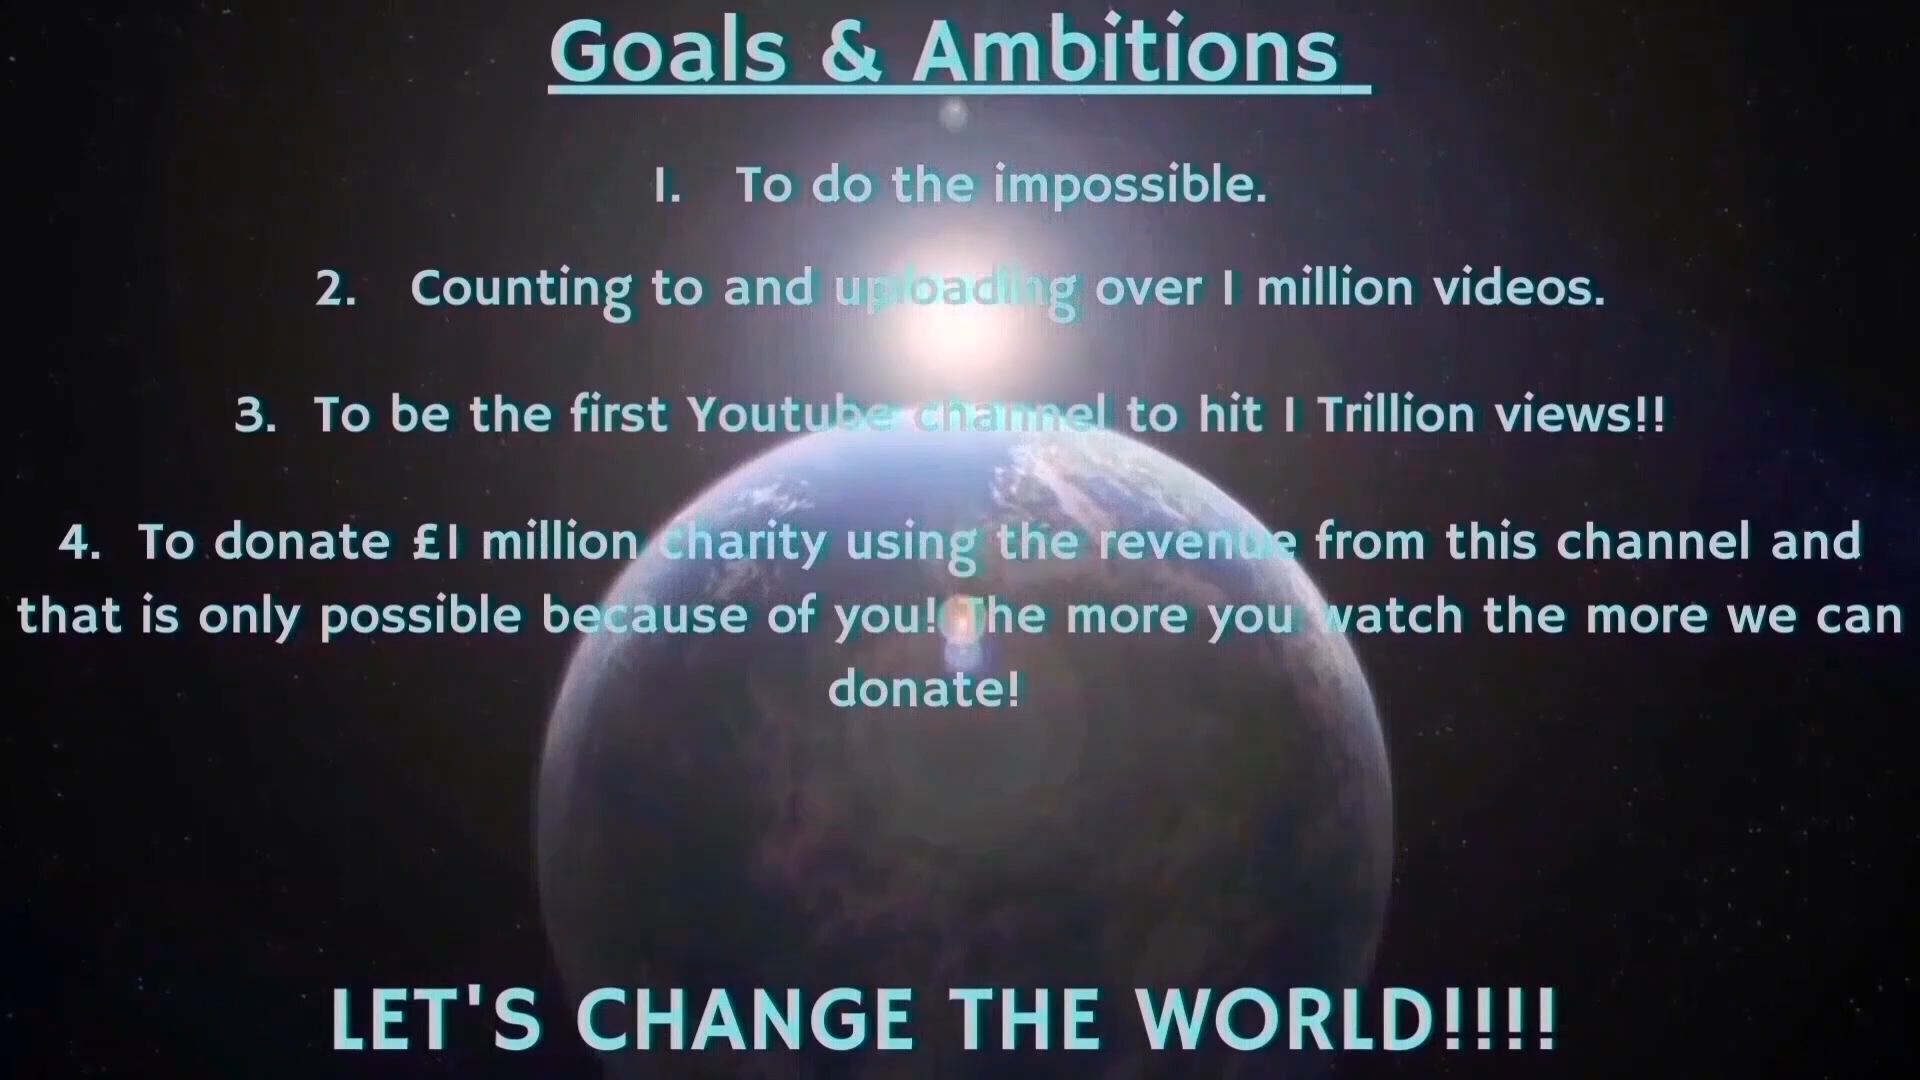 Goals & Ambitions
1. To do the impossible.
2. Counting to and uploading over 1 million videos.
3. To be the first Youtube channel to hit 1 Trillion views!!
4. To donate £1 million charity using the revenue from this channel and
that is only possible because of you! The more you watch the more we can
donate!
LET'S CHANGE THE WORLD!!!!